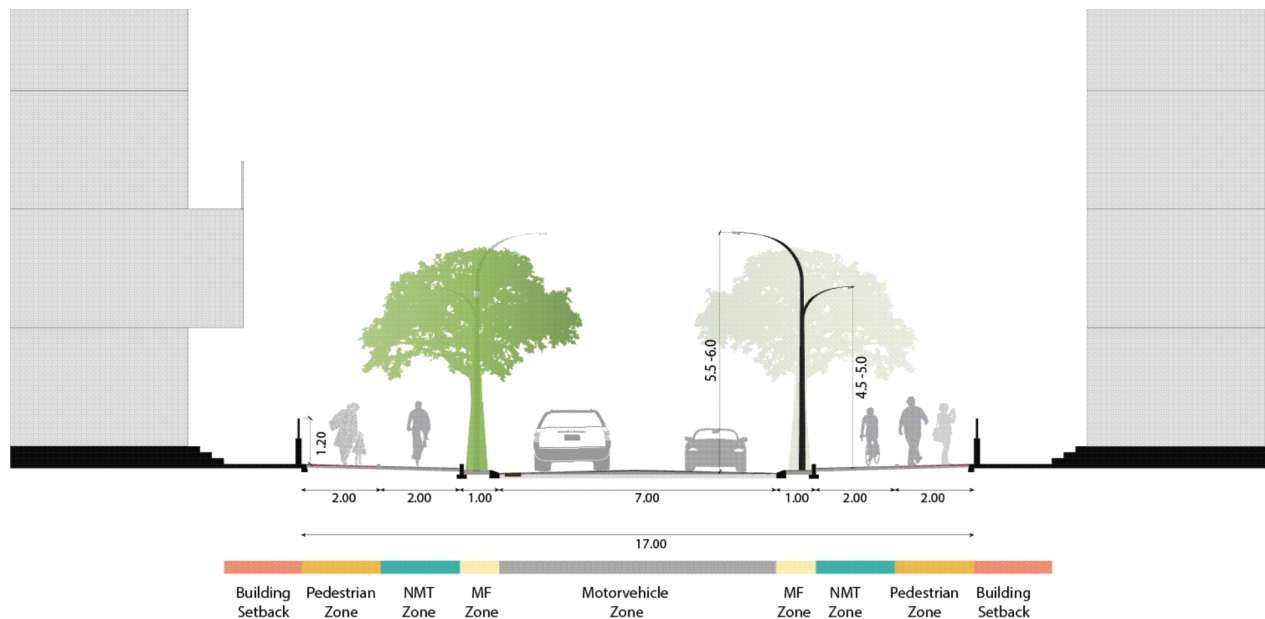 5.5 -6.0
4.5 -5.0
1.20
2.00 2.00 1.00 7.00 1.00 2.00 2.00
17.00
Building Pedestrian NMT MF Motorvehicle MF NMT Pedestrian Building
Setback Zone Zone Zone Zone Zone Zone Zone Setback